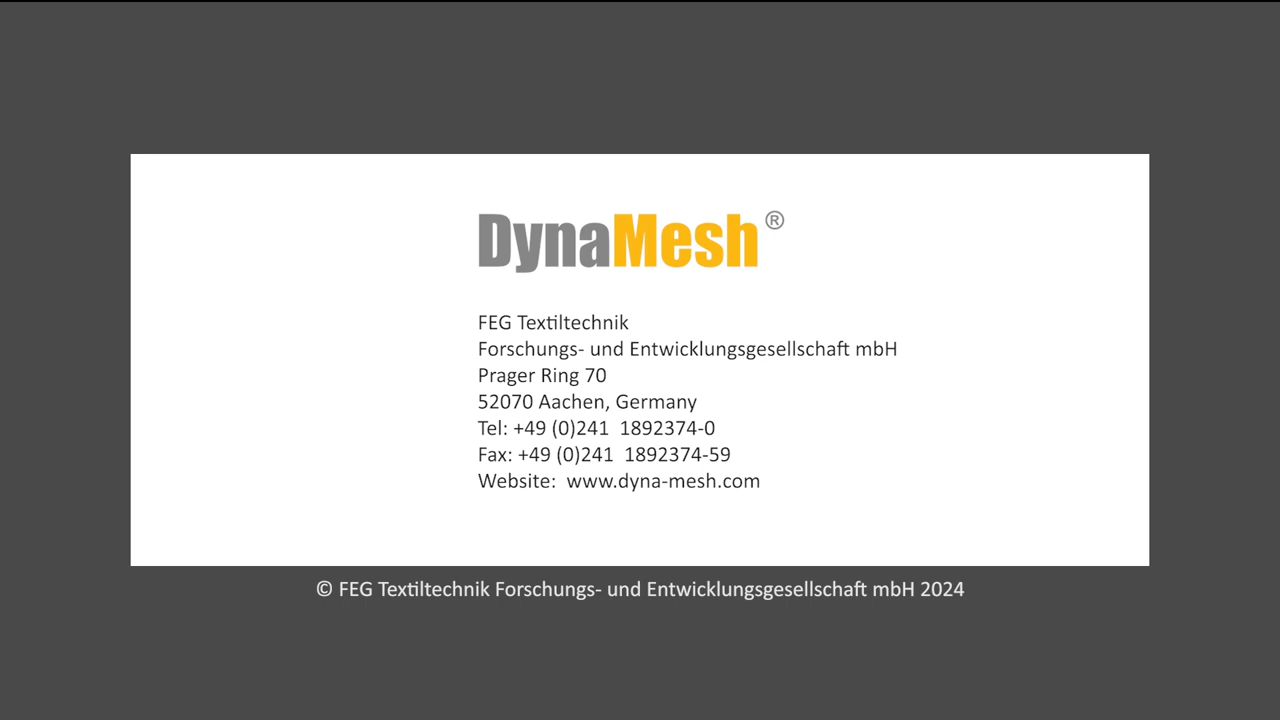 DynaMesh®
FEG Textiltechnik
Forschungs- und Entwicklungsgesellschaft mbH
Prager Ring 70
52070 Aachen, Germany
Tel: +49 (0)241  1892374-0
Fax: +49 (0)241  1892374-59
Website:  www.dyna-mesh.com
© FEG Textiltechnik Forschungs- und Entwicklungsgesellschaft mbH 2024